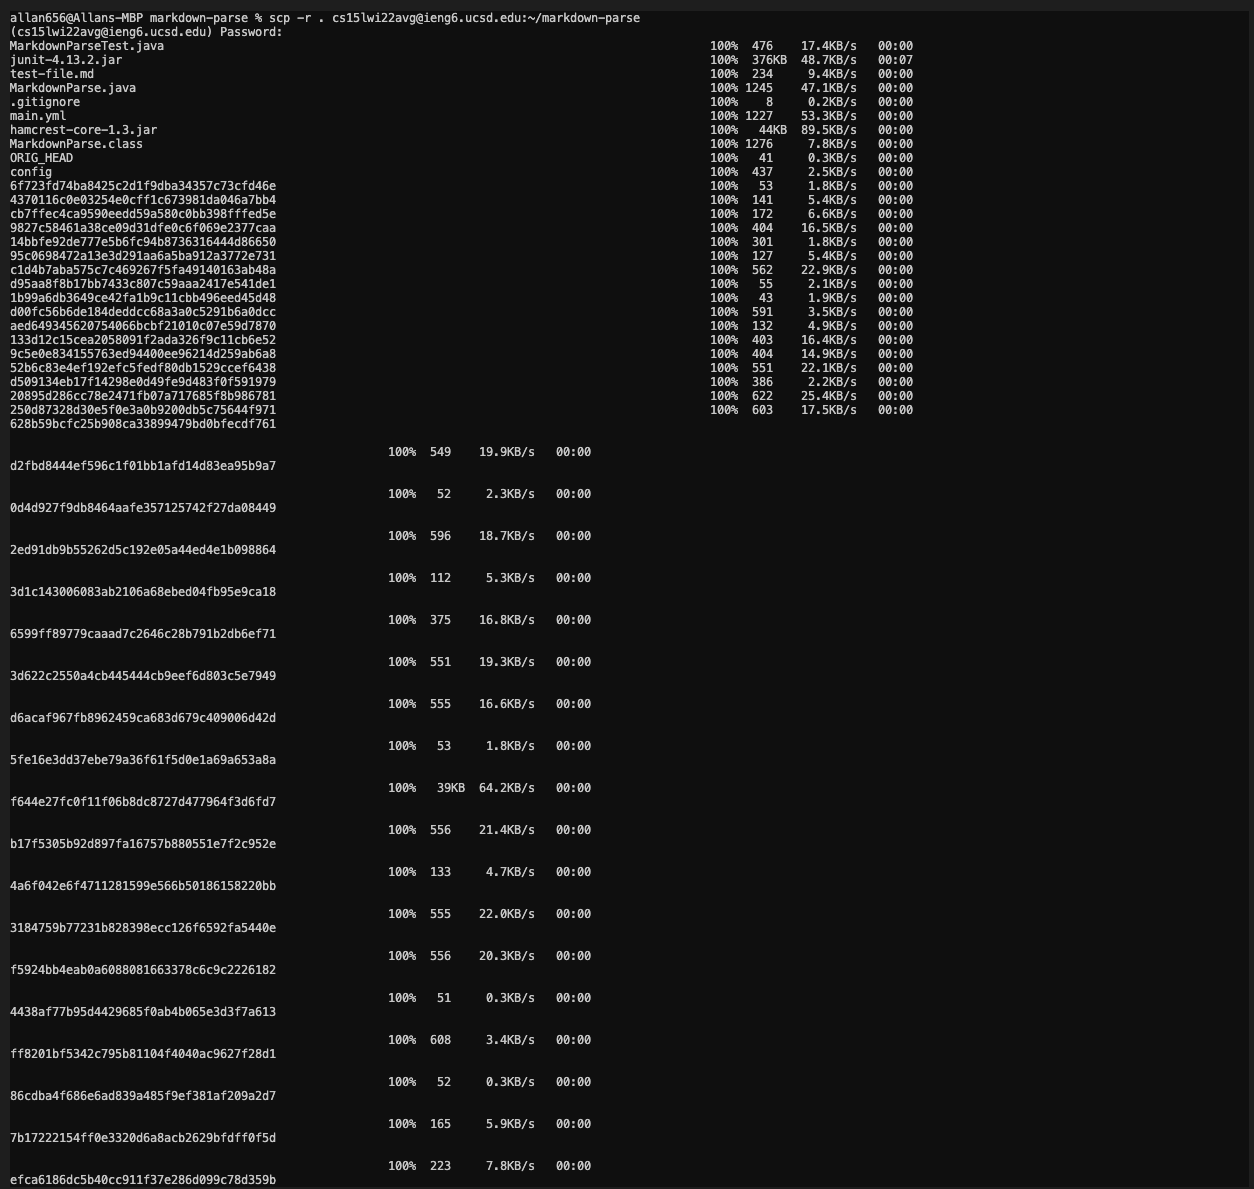 allan656@Allans-MBP markdown-parse % scp -r . cs15lwi22avg@ieng6.ucsd.edu:~/markdown-parse
(cs15lwi22avg@ieng6.ucsd.edu) Password:
MarkdownParseTest.java 100% 476 17.4KB/s 00:00
junit-4.13.2.jar 100% 376KB 48.7KB/s 00:07
test-file.md 100% 234 9.4KB/s 00:00
MarkdownParse.java 100% 1245 47.1KB/s 00:00
.gitignore 100% 8 0.2KB/s 00:00
main.yml 100% 1227 53.3KB/s 00:00
hamcrest-core-1.3.jar 100% 44KB 89.5KB/s 00:00
MarkdownParse.class 100% 1276 7.8KB/s 00:00
ORIG_HEAD 100% 41 0.3KB/s 00:00
config 100% 437 2.5KB/s 00:00
6f723fd74ba8425c2d1f9dba34357c73cfd46e 100% 53 1.8KB/s 00:00
4370116c0e03254e0cff1c673981da046a7bb4 100% 141 5.4KB/s 00:00
cb7ffec4ca9590eedd59a580c0bb398fffed5e 100% 172 6.6KB/s 00:00
9827c58461a38ce09d31dfe0c6f069e2377caa 100% 404 16.5KB/s 00:00
14bbfe92de777e5b6fc94b8736316444d86650 100% 301 1.8KB/s 00:00
95c0698472a13e3d291aa6a5ba912a3772e731 100% 127 5.4KB/s 00:00
c1d4b7aba575c7c469267f5fa49140163ab48a 100% 562 22.9KB/s 00:00
d95aa8f8b17bb7433c807c59aaa2417e541de1 100% 55 2.1KB/s 00:00
1b99a6db3649ce42fa1b9c11cbb496eed45d48 100% 43 1.9KB/s 00:00
d00fc56b6de184deddcc68a3a0c5291b6a0dcc 100% 591 3.5KB/s 00:00
aed649345620754066bcbf21010c07e59d7870 100% 132 4.9KB/s 00:00
133d12c15cea2058091f2ada326f9c11cb6e52 100% 403 16.4KB/s 00:00
9c5e0e834155763ed94400ee96214d259ab6a8 100% 404 14.9KB/s 00:00
52b6c83e4ef192efc5fedf80db1529ccef6438 100% 551 22.1KB/s 00:00
d509134eb17f14298e0d49fe9d483f0f591979 100% 386 2.2KB/s 00:00
20895d286cc78e2471fb07a717685f8b986781 100% 622 25.4KB/s 00:00
250d87328d30e5f0e3a0b9200db5c75644f971 100% 603 17.5KB/s 00:00
628b59bcfc25b908ca33899479bd0bfecdf761
100% 549 19.9KB/s 00:00
d2fbd8444ef596c1f01bb1afd14d83ea95b9a7
100% 52 2.3KB/s 00:00
0d4d927f9db8464aafe357125742f27da08449
100% 596 18.7KB/s 00:00
2ed91db9b55262d5c192e05a44ed4e1b098864
100% 112 5.3KB/s 00:00
3d1c143006083ab2106a68ebed04fb95e9ca18
100% 375 16.8KB/s 00:00
6599ff89779caaad7c2646c28b791b2db6ef71
100% 551 19.3KB/s 00:00
3d622c2550a4cb445444cb9eef6d803c5e7949
100% 555 16.6KB/s 00:00
d6acaf967fb8962459ca683d679c409006d42d
100% 53 1.8KB/s 00:00
5fe16e3dd37ebe79a36f61f5d0e1a69a653a8a
100% 39KB 64.2KB/s 00:00
f644e27fc0f11f06b8dc8727d477964f3d6fd7
100% 556 21.4KB/s 00:00
b17f5305b92d897fa16757b880551e7f2c952e
100% 133 4.7KB/s 00:00
4a6f042e6f4711281599e566b50186158220bb
100% 555 22.0KB/s 00:00
3184759b77231b828398ecc126f6592fa5440e
100% 556 20.3KB/s 00:00
f5924bb4eab0a6088081663378c6c9c2226182
100% 51 0.3KB/s 00:00
4438af77b95d4429685f0ab4b065e3d3f7a613
100% 608 3.4KB/s 00:00
ff8201bf5342c795b81104f4040ac9627f28d1
100% 52 0.3KB/s 00:00
86cdba4f686e6ad839a485f9ef381af209a2d7
100% 165 5.9KB/s 00:00
7b17222154ff0e3320d6a8acb2629bfdff0f5d
100% 223 7.8KB/s 00:00
efca6186dc5b40cc911f37e286d099c78d359b